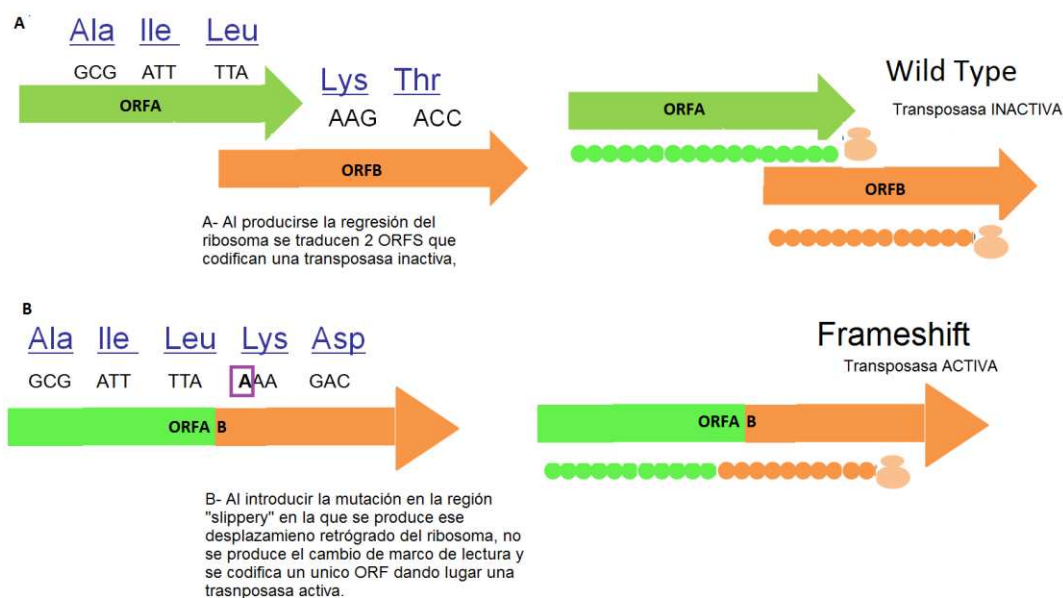 A
Ala Ile Leu
GCG ATT TTA
ORFA
Lys Thr
AAG ACC
ORFB
A- Al producirse la regresión del
ribosoma se traducen 2 ORFS que
codifican una transposasa inactiva,
Wild Type
Transposasa INACTIVA
ORFA
ORFB
B
Ala Ile Leu Lys Asp
GCG ATT TTA AAA GAC
ORFA B
B- Al introducir la mutación en la región
"slippery" en la que se produce ese
desplazamieno retrógrado del ribosoma, no
se produce el cambio de marco de lectura y
se codifica un unico ORF dando lugar una
trasnposasa activa.
Frameshift
Transposasa ACTIVA
ORFA B